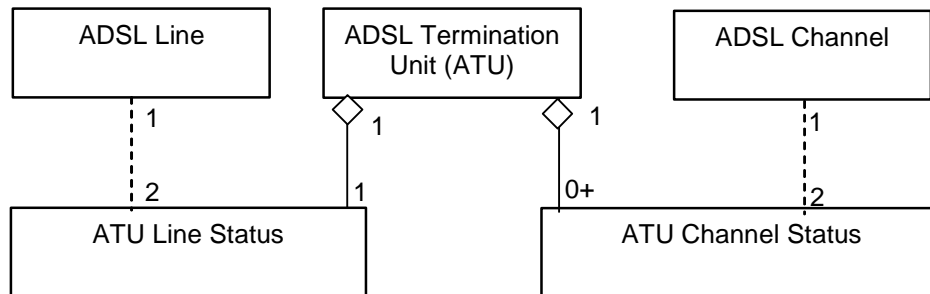 ADSL Line
ADSL Termination
Unit (ATU)
ADSL Channel
1
1
1
1
2
1
0+
2
ATU Line Status
ATU Channel Status